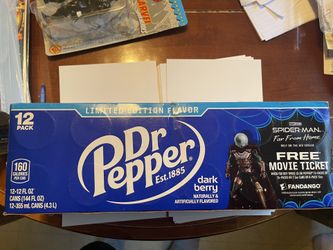 MARVEL
LIMITED EDITION FLAVOR
12
PACK
160
CALORIES
PER CAN
12-12 FL OZ
CANS (144 FL OZ)
12-355 mL CANS (4.3 L)
Dr
Pepper
EST. 1885
dark
berry
NATURALLY &
ARTIFICIALLY FLAVORED
SPIDER-MAN
Far From Home
FREE
MOVIE TICKET
FANDANGO